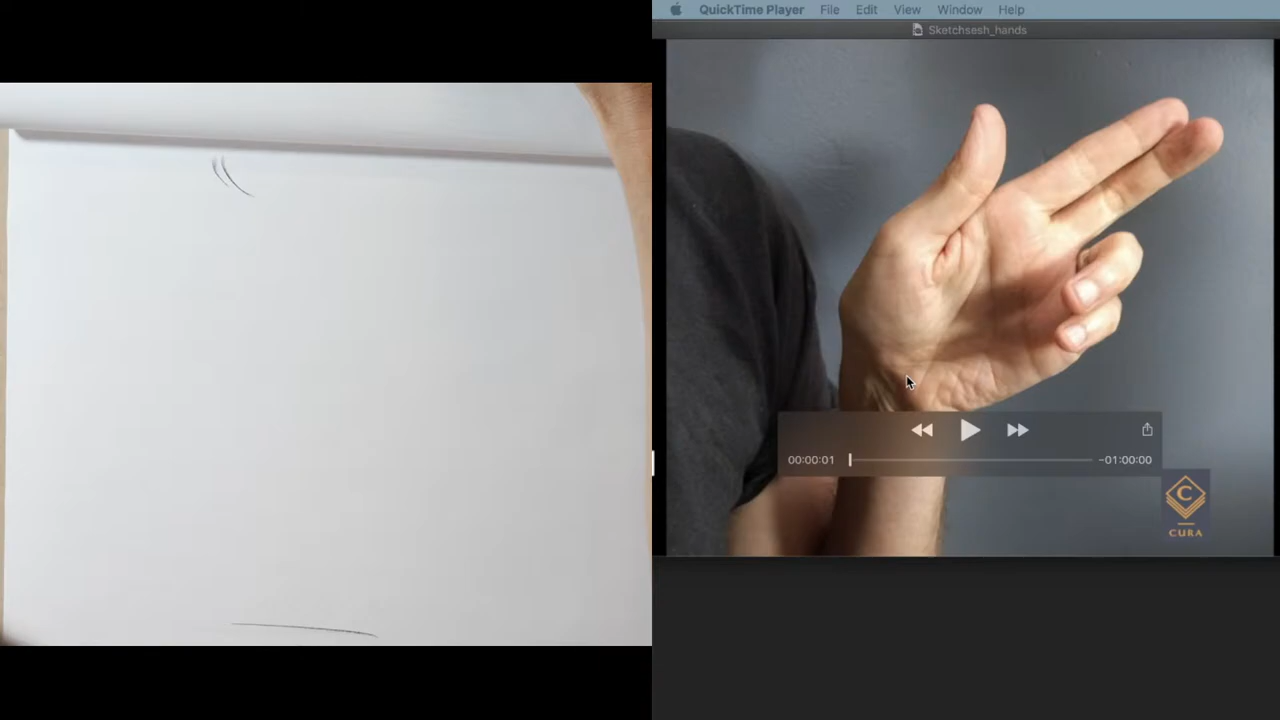 QuickTime Player File Edit View Window Help
Sketchsesh_hands
00:00:01 -01:00:00
C
CURA